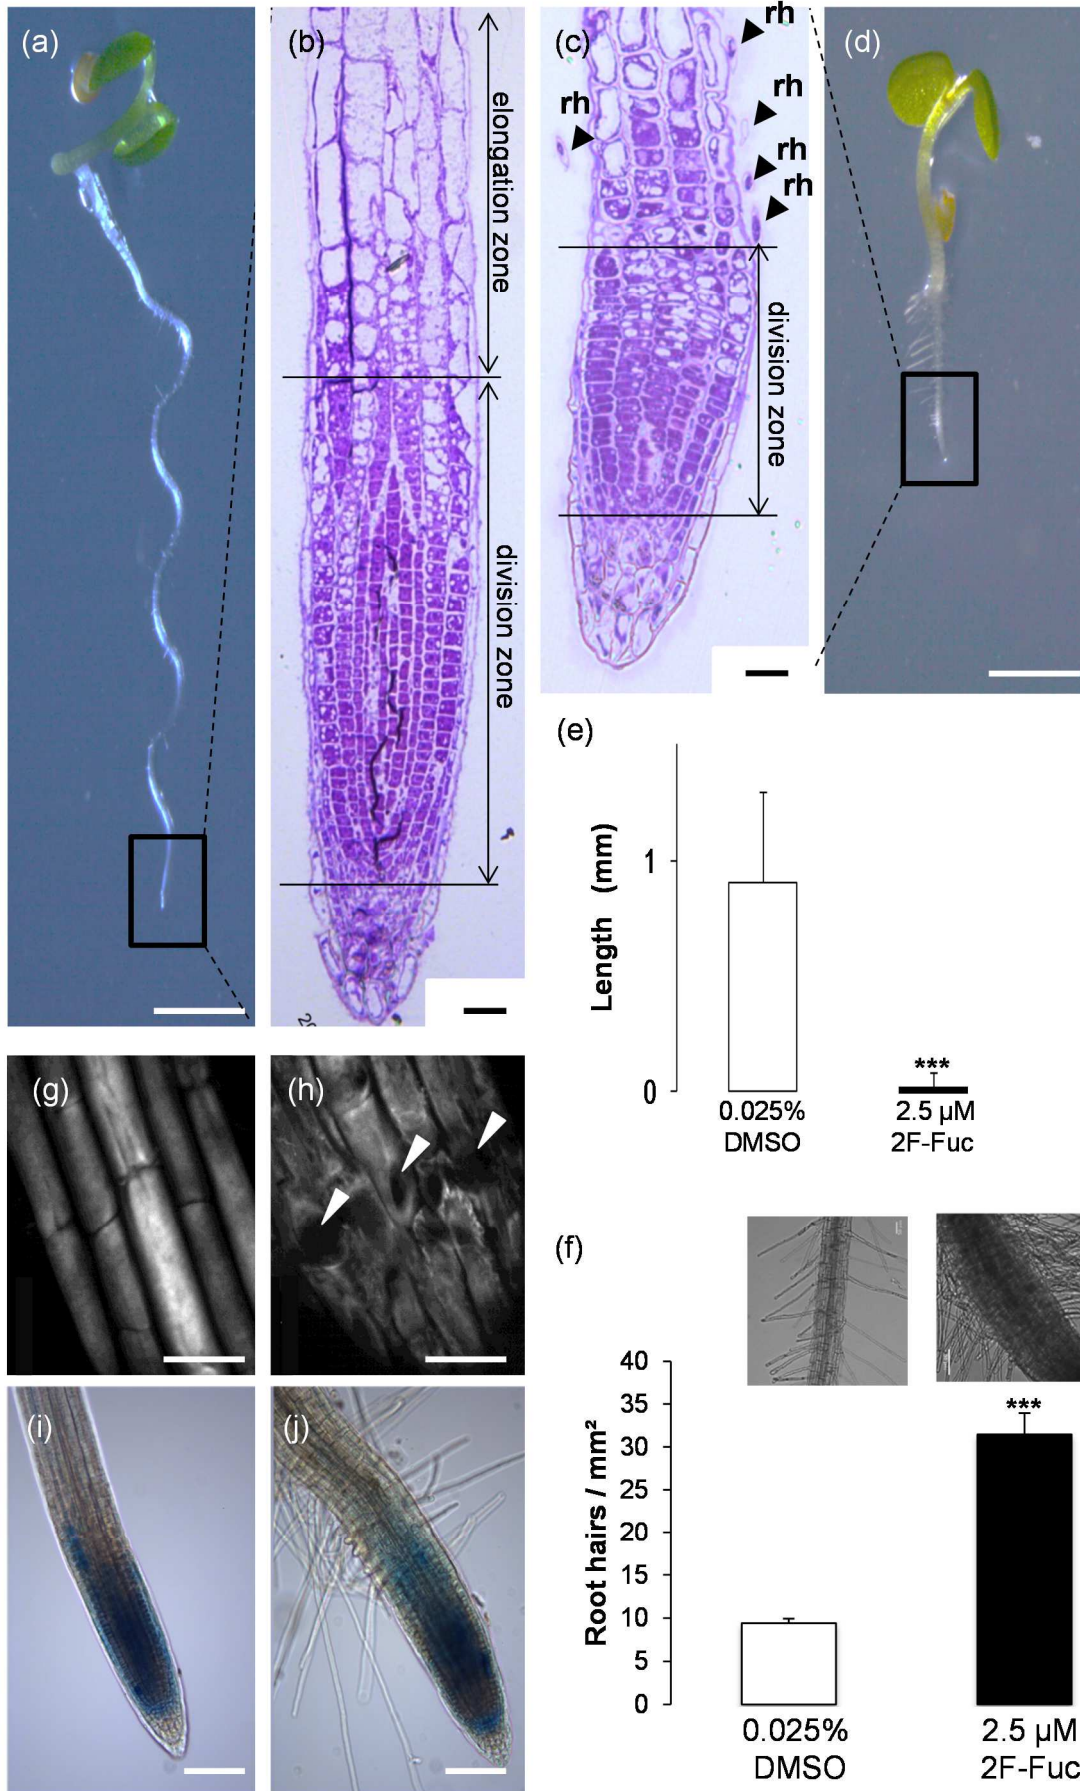 (a)
(b)
elongation zone
division zone
(c)
rh
rh
rh
rh
rh
division zone
(d)
(e)
Length (mm)
1
0
***
0.025%
DMSO
2.5 µM
2F-Fuc
(f)
Root hairs / mm²
40
35
30
25
20
15
10
5
0
***
0.025%
DMSO
2.5 µM
2F-Fuc
(g)
(h)
(i)
(j)